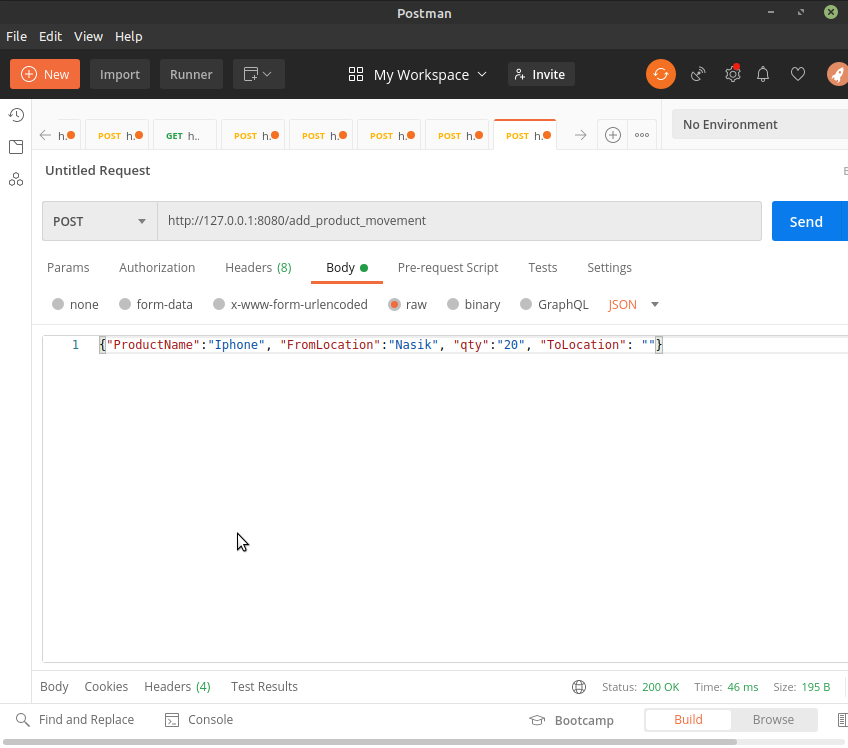 Postman
File Edit View Help
New Import Runner My Workspace Invite
h. POST h. GET h.. POST h. POST h. POST h. POST h. POST h. No Environment
Untitled Request
POST http://127.0.0.1:8080/add_product_movement Send
Params Authorization Headers (8) Body Pre-request Script Tests Settings
none form-data x-www-form-urlencoded raw binary GraphQL JSON
1 {"ProductName":"Iphone", "FromLocation":"Nasik", "qty":"20", "ToLocation": ""}
Body Cookies Headers (4) Test Results Status: 200 OK Time: 46 ms Size: 195 B
Find and Replace Console Bootcamp Build Browse